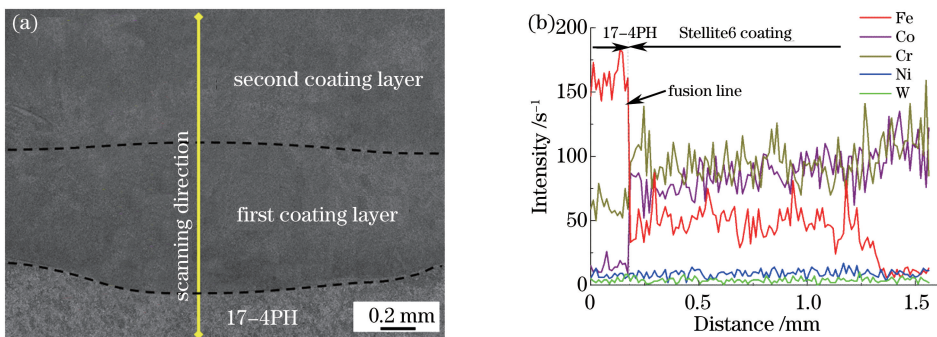 (a)
second coating layer
first coating layer
scanning direction
17-4PH
0.2 mm
(b)
Fe
Co
Cr
Ni
W
17-4PH
Stellite6 coating
fusion line
Intensity /s⁻¹
200
150
100
50
0
0
0.5
1.0
1.5
Distance /mm